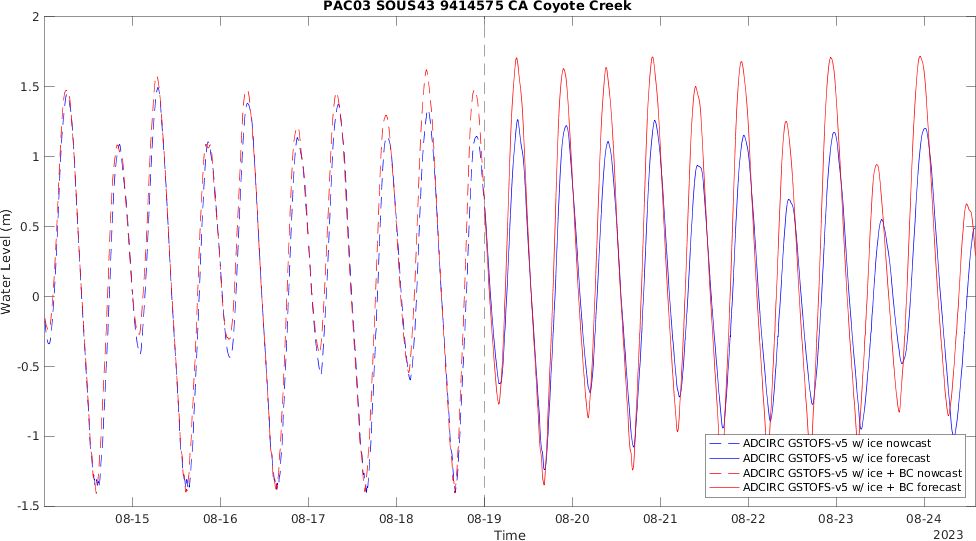 PAC03 SOUS43 9414575 CA Coyote Creek
2
1.5
1
0.5
0
-0.5
-1
-1.5
Water Level (m)
08-15 08-16 08-17 08-18 08-19 08-20 08-21 08-22 08-23 08-24
Time
2023
ADCIRC GSTOFS-v5 w/ ice nowcast
ADCIRC GSTOFS-v5 w/ ice forecast
ADCIRC GSTOFS-v5 w/ ice + BC nowcast
ADCIRC GSTOFS-v5 w/ ice + BC forecast